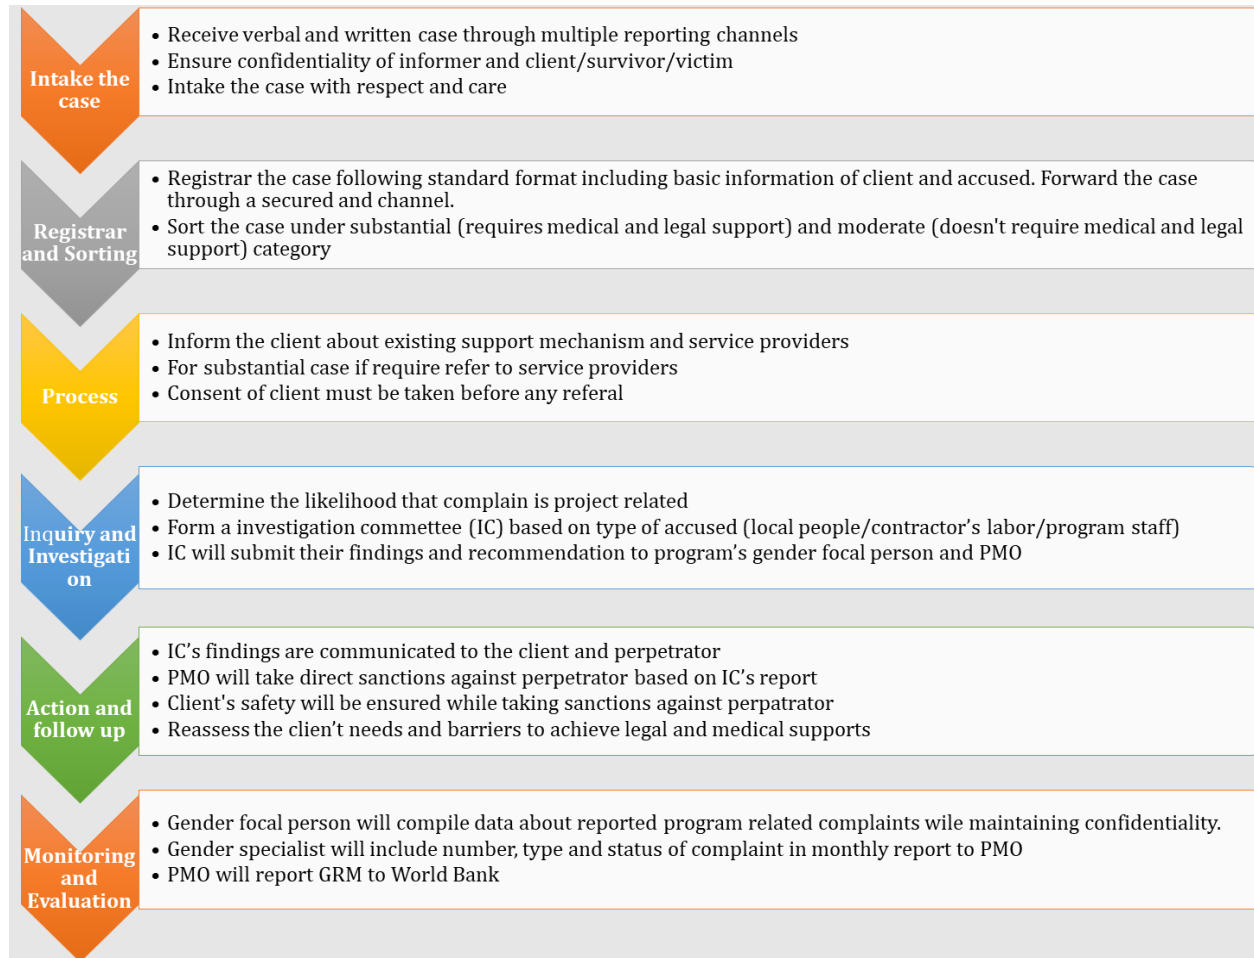 Intake the
case
• Receive verbal and written case through multiple reporting channels
• Ensure confidentiality of informer and client/survivor/victim
• Intake the case with respect and care
Registrar
and Sorting
• Registrar the case following standard format including basic information of client and accused. Forward the case
through a secured and channel.
• Sort the case under substantial (requires medical and legal support) and moderate (doesn't require medical and legal
support) category
Process
• Inform the client about existing support mechanism and service providers
• For substantial case if require refer to service providers
• Consent of client must be taken before any referal
Inquiry and
Investigati
on
• Determine the likelihood that complain is project related
• Form a investigation committee (IC) based on type of accused (local people/contractor’s labor/program staff)
• IC will submit their findings and recommendation to program’s gender focal person and PMO
Action and
follow up
• IC’s findings are communicated to the client and perpetrator
• PMO will take direct sanctions against perpetrator based on IC’s report
• Client's safety will be ensured while taking sanctions against perpatrator
• Reassess the clien’t needs and barriers to achieve legal and medical supports
Monitoring
and
Evaluation
• Gender focal person will compile data about reported program related complaints wile maintaining confidentiality.
• Gender specialist will include number, type and status of complaint in monthly report to PMO
• PMO will report GRM to World Bank